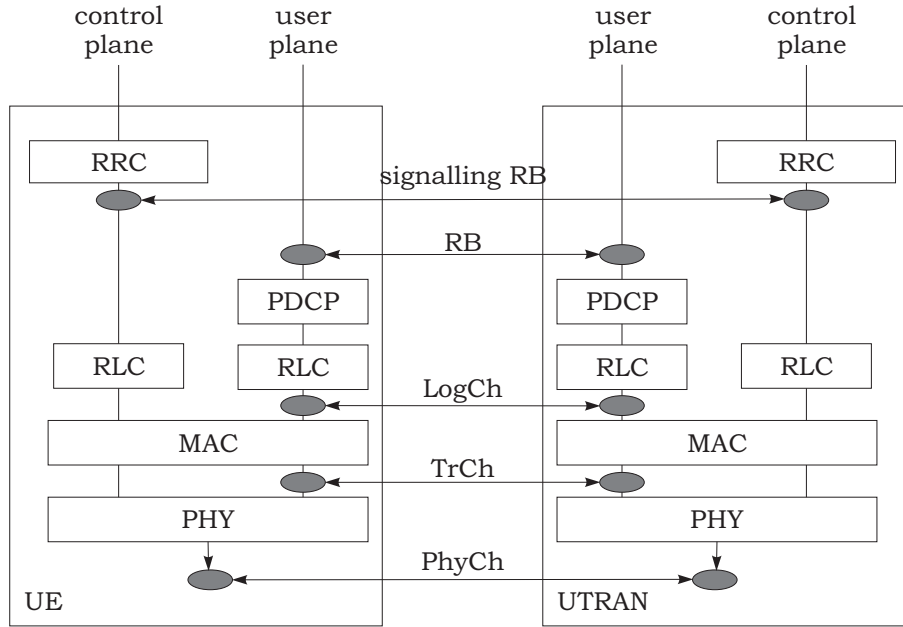 control plane
user plane
user plane
control plane
RRC
signalling RB
RRC
RB
PDCP
PDCP
RLC
RLC
RLC
RLC
LogCh
MAC
MAC
TrCh
PHY
PHY
PhyCh
UE
UTRAN